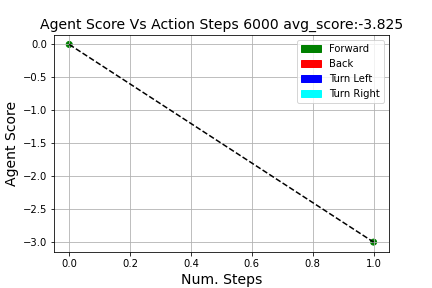 Agent Score Vs Action Steps 6000 avg_score:-3.825
Forward
Back
Turn Left
Turn Right
Agent Score
0.0
−0.5
−1.0
−1.5
−2.0
−2.5
−3.0
0.0 0.2 0.4 0.6 0.8 1.0
Num. Steps